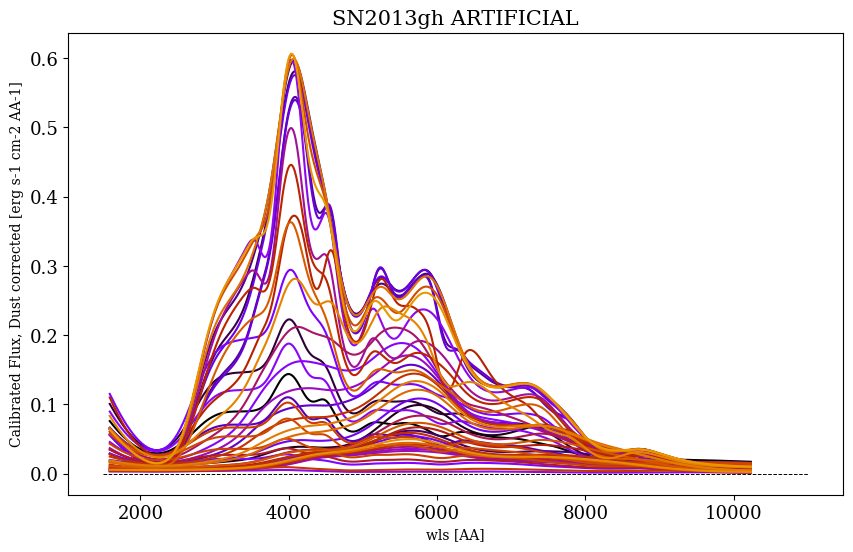 SN2013gh ARTIFICIAL
Calibrated Flux, Dust corrected [erg s-1 cm-2 AA-1]
0.6
0.5
0.4
0.3
0.2
0.1
0.0
2000 4000 6000 8000 10000
wls [AA]